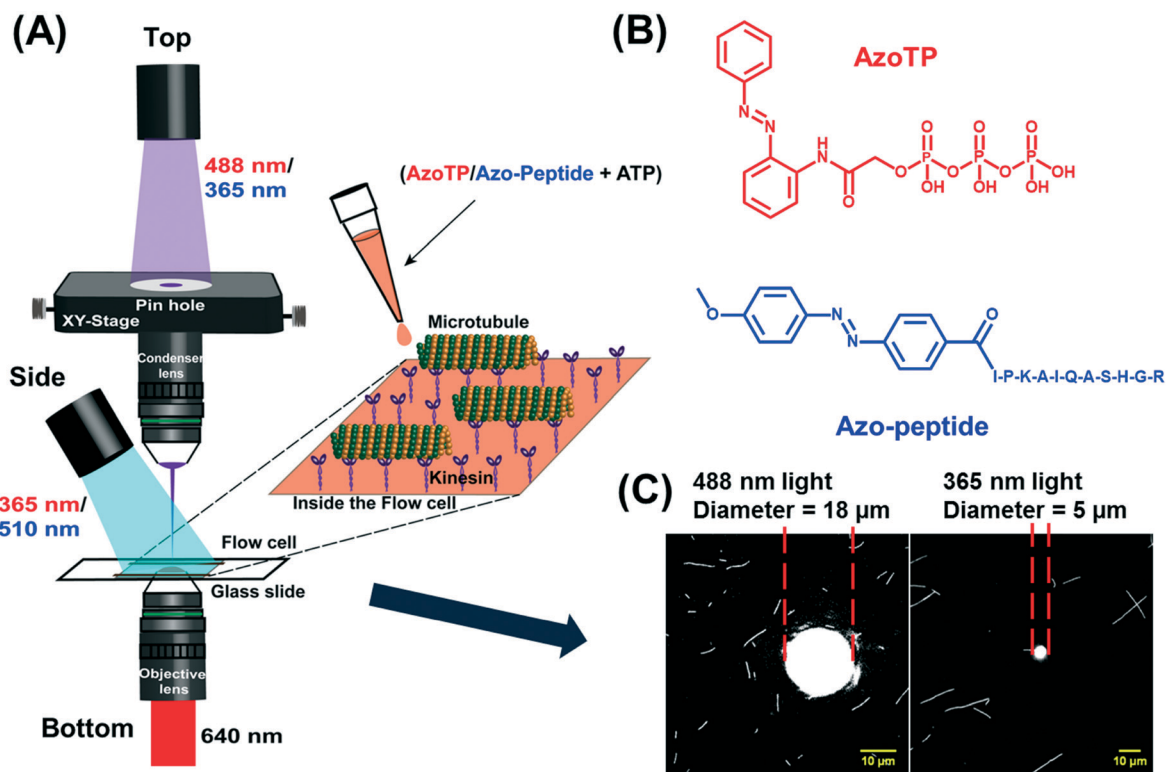 (A)
Top
488 nm/
365 nm
Pin hole
XY-Stage
Condenser
lens
Side
365 nm/
510 nm
Flow cell
Glass slide
Objective
lens
Bottom
640 nm
(AzoTP/Azo-Peptide + ATP)
Microtubule
Kinesin
Inside the Flow cell
(B)
AzoTP
N
N
H
N
O
O
O
O
O
P
O
P
O
P
OH
OH
OH
OH
O
N
N
O
I-P-K-A-I-Q-A-S-H-G-R
Azo-peptide
(C)
488 nm light
Diameter = 18 µm
365 nm light
Diameter = 5 µm
10 µm
10 µm